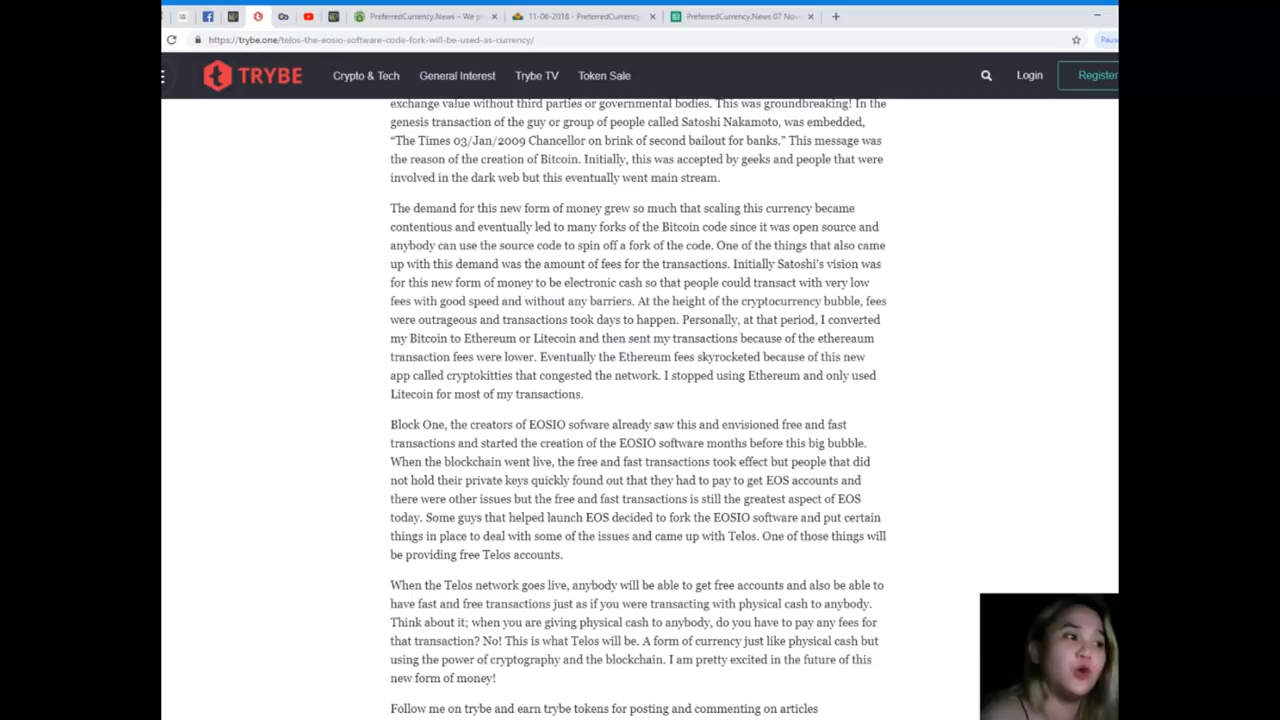 PreferredCurrency.News – We p
11-06-2018 - PreferredCurrency.
PreferredCurrency.News 07 Nov
https://trybe.one/telos-the-eosio-software-code-fork-will-be-used-as-currency/
Paus
TRYBE
Crypto & Tech
General Interest
Trybe TV
Token Sale
Login
Register
exchange value without third parties or governmental bodies. This was groundbreaking! In the
genesis transaction of the guy or group of people called Satoshi Nakamoto, was embedded,
“The Times 03/Jan/2009 Chancellor on brink of second bailout for banks.” This message was
the reason of the creation of Bitcoin. Initially, this was accepted by geeks and people that were
involved in the dark web but this eventually went main stream.
The demand for this new form of money grew so much that scaling this currency became
contentious and eventually led to many forks of the Bitcoin code since it was open source and
anybody can use the source code to spin off a fork of the code. One of the things that also came
up with this demand was the amount of fees for the transactions. Initially Satoshi’s vision was
for this new form of money to be electronic cash so that people could transact with very low
fees with good speed and without any barriers. At the height of the cryptocurrency bubble, fees
were outrageous and transactions took days to happen. Personally, at that period, I converted
my Bitcoin to Ethereum or Litecoin and then sent my transactions because of the ethereaum
transaction fees were lower. Eventually the Ethereum fees skyrocketed because of this new
app called cryptokitties that congested the network. I stopped using Ethereum and only used
Litecoin for most of my transactions.
Block One, the creators of EOSIO sofware already saw this and envisioned free and fast
transactions and started the creation of the EOSIO software months before this big bubble.
When the blockchain went live, the free and fast transactions took effect but people that did
not hold their private keys quickly found out that they had to pay to get EOS accounts and
there were other issues but the free and fast transactions is still the greatest aspect of EOS
today. Some guys that helped launch EOS decided to fork the EOSIO software and put certain
things in place to deal with some of the issues and came up with Telos. One of those things will
be providing free Telos accounts.
When the Telos network goes live, anybody will be able to get free accounts and also be able to
have fast and free transactions just as if you were transacting with physical cash to anybody.
Think about it; when you are giving physical cash to anybody, do you have to pay any fees for
that transaction? No! This is what Telos will be. A form of currency just like physical cash but
using the power of cryptography and the blockchain. I am pretty excited in the future of this
new form of money!
Follow me on trybe and earn trybe tokens for posting and commenting on articles